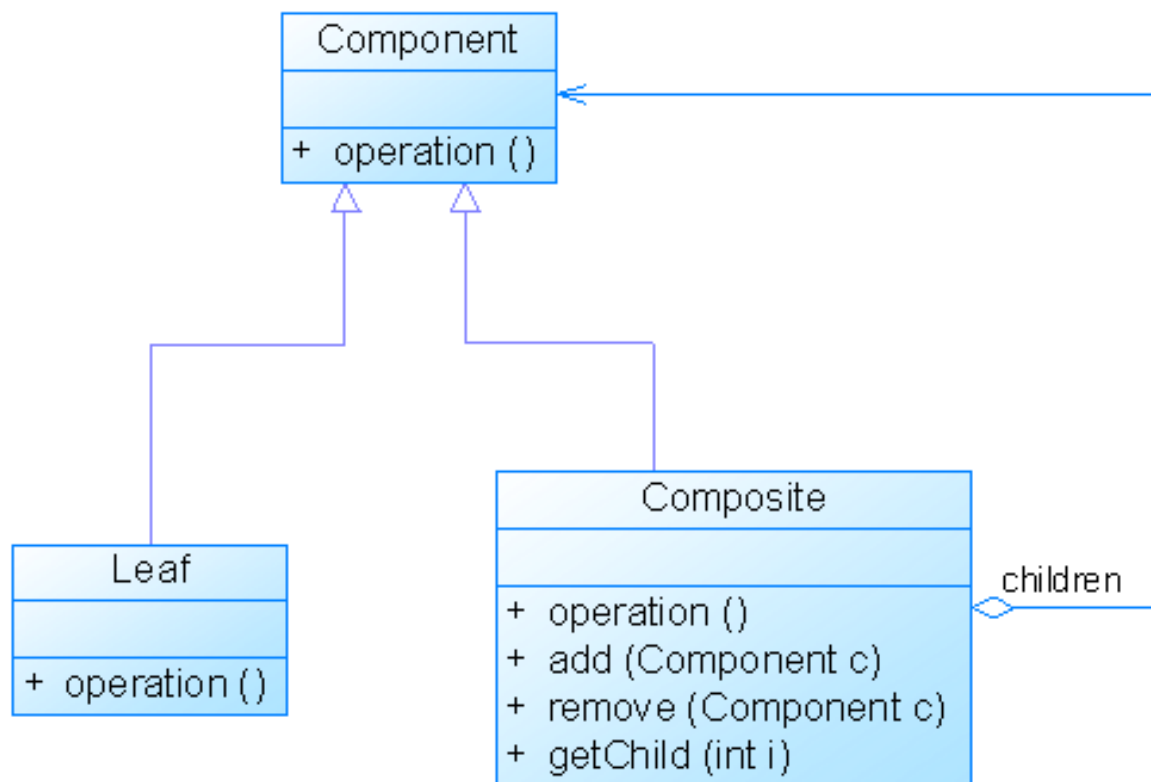 Component
+ operation ()
Leaf
+ operation ()
Composite
+ operation ()
+ add (Component c)
+ remove (Component c)
+ getChild (int i)
children